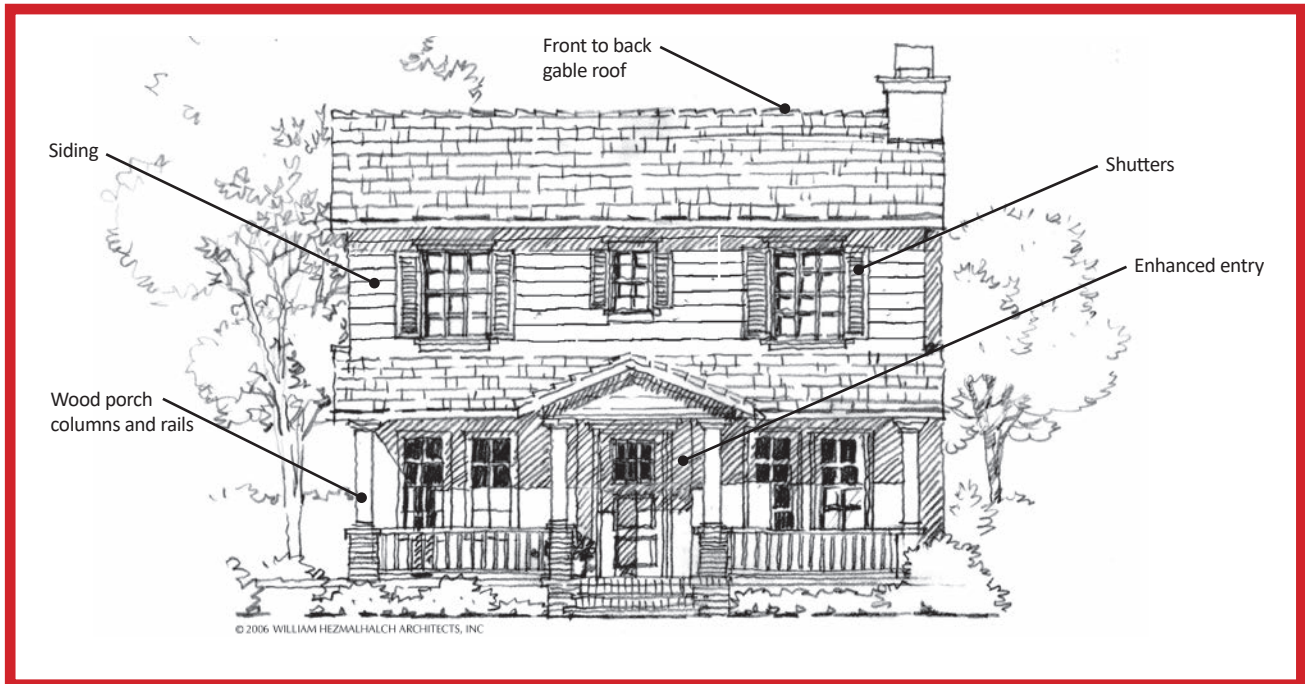 Front to back
gable roof
Siding
Shutters
Enhanced entry
Wood porch
columns and rails
© 2006 WILLIAM HEZMALHALCH ARCHITECTS, INC